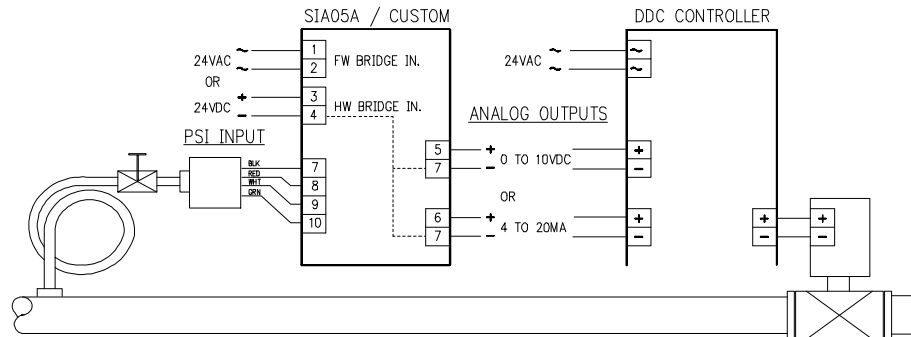 SIA05A / CUSTOM
DDC CONTROLLER
24VAC
~
~
1
2
FW BRIDGE IN.
OR
24VDC
+
-
3
4
HW BRIDGE IN.
24VAC
~
~
~
~
ANALOG OUTPUTS
PSI INPUT
BLK
RED
WHT
GRN
7
8
9
10
5
7
+
-
0 TO 10VDC
+
-
OR
6
7
+
-
4 TO 20MA
+
-
+
-
+
-